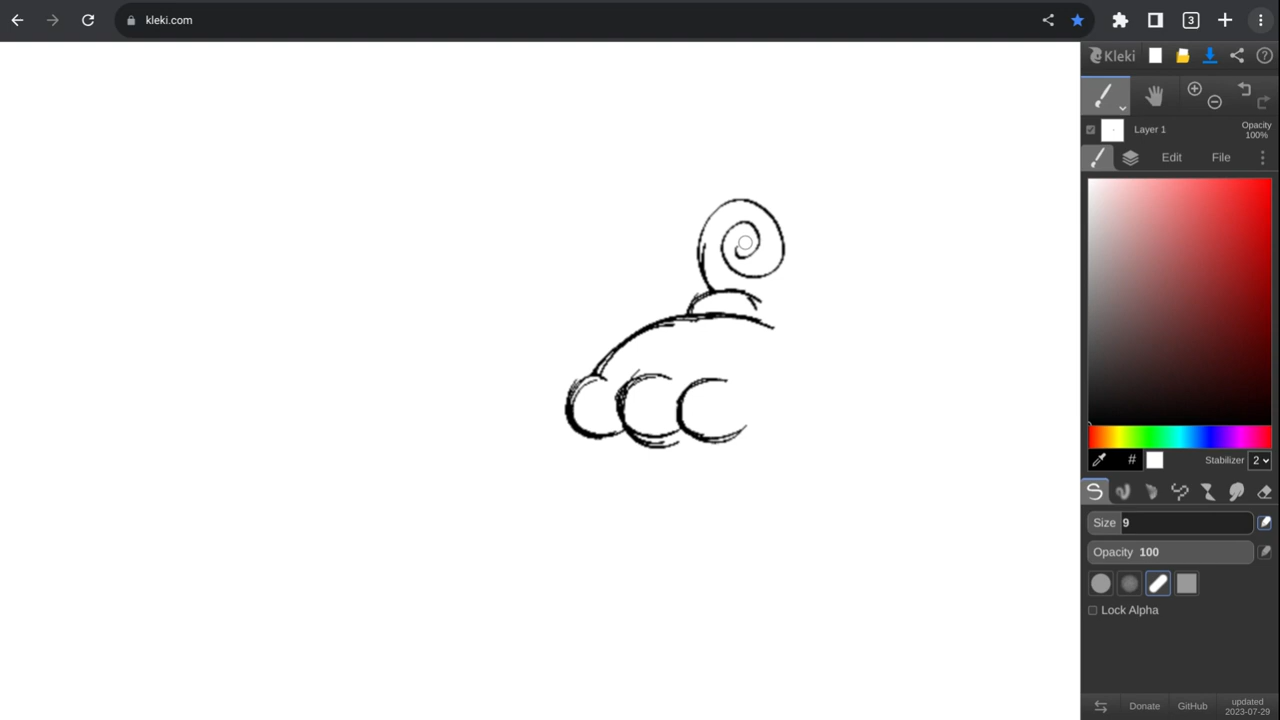 kleki.com
3
Kleki
Layer 1
Opacity
100%
Edit
File
#
Stabilizer 2
Size 9
Opacity 100
Lock Alpha
Donate
GitHub
updated
2023-07-29